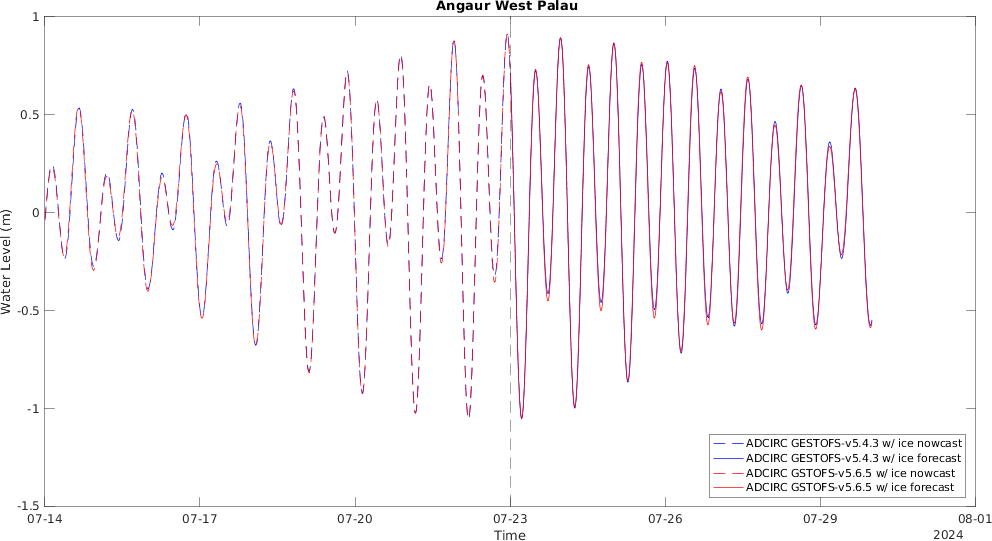 Angaur West Palau
Water Level (m)
1
0.5
0
-0.5
-1
-1.5
07-14
07-17
07-20
07-23
07-26
07-29
08-01
Time
2024
ADCIRC GESTOFS-v5.4.3 w/ ice nowcast
ADCIRC GESTOFS-v5.4.3 w/ ice forecast
ADCIRC GSTOFS-v5.6.5 w/ ice nowcast
ADCIRC GSTOFS-v5.6.5 w/ ice forecast